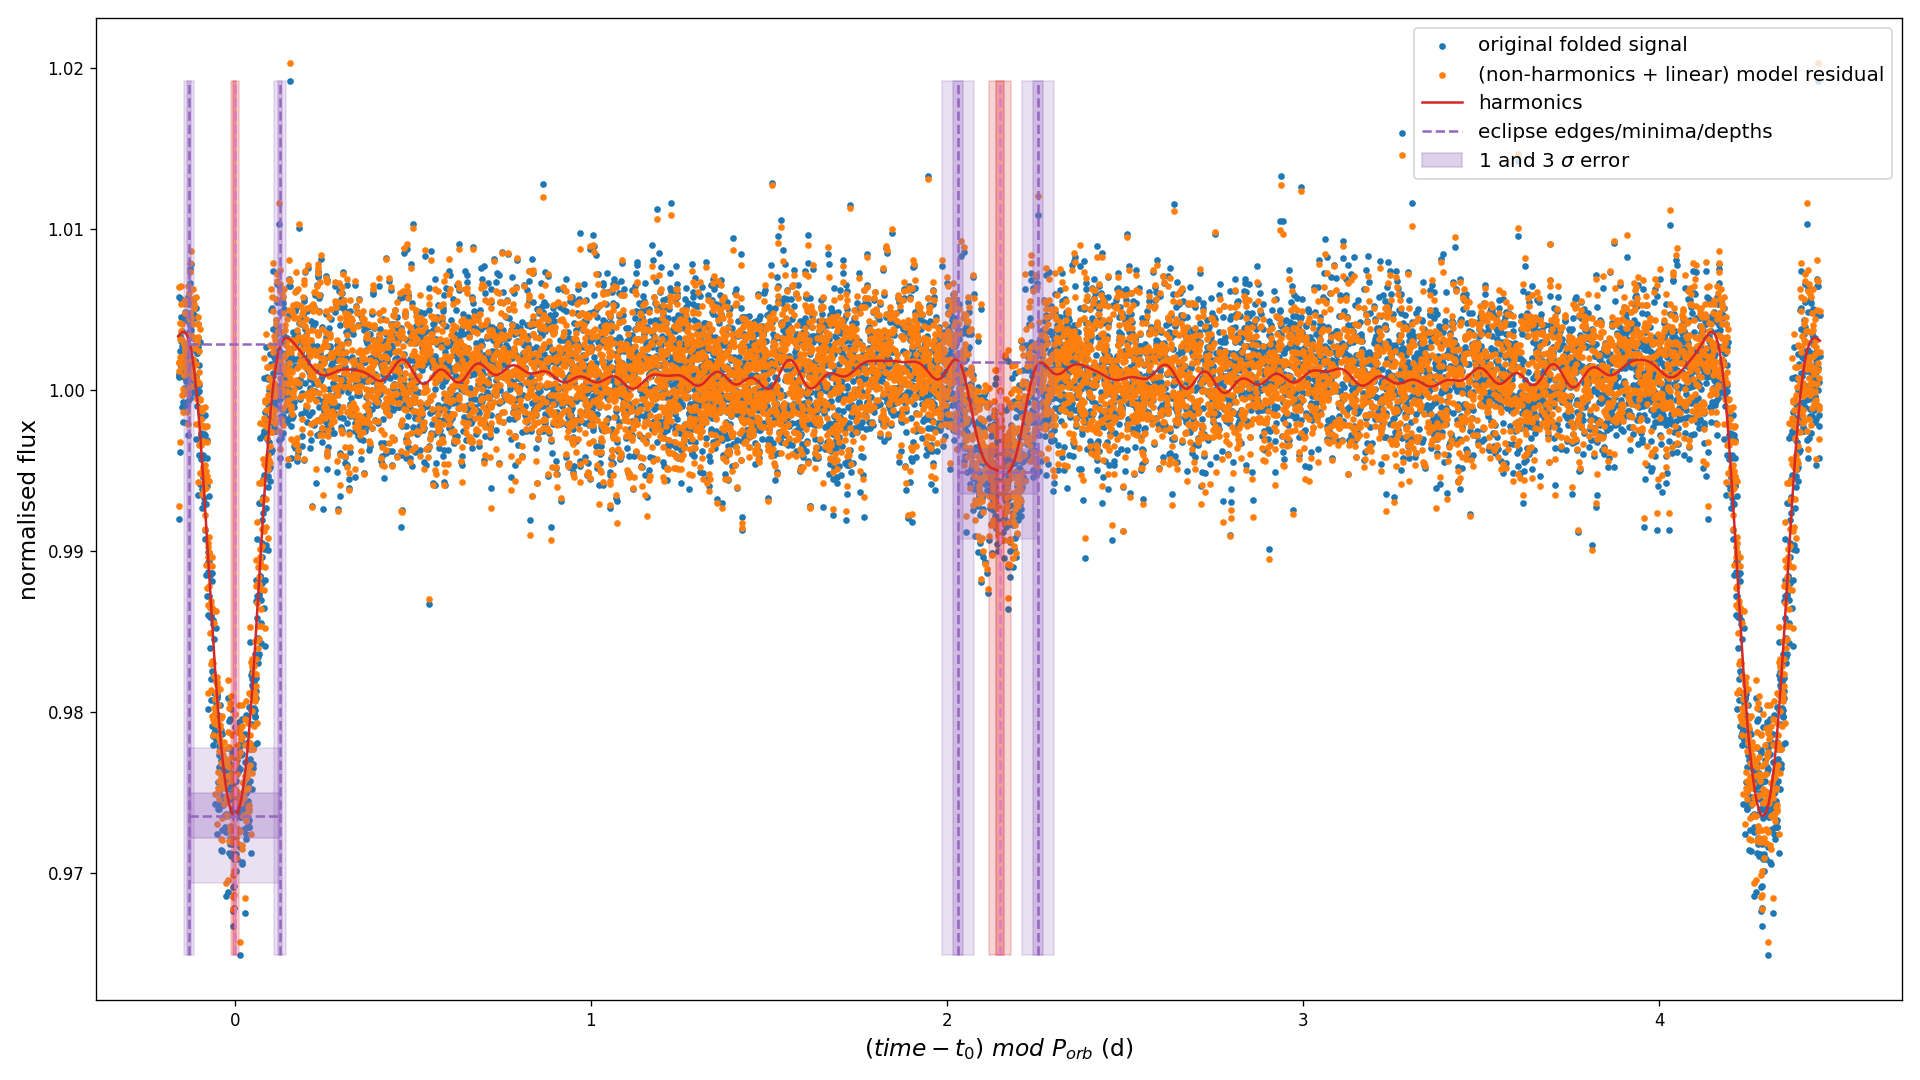 original folded signal
(non-harmonics + linear) model residual
harmonics
eclipse edges/minima/depths
1 and 3 σ error
1.02
1.01
1.00
0.99
0.98
0.97
normalised flux
0 1 2 3 4
(time − t₀) mod P_orb (d)